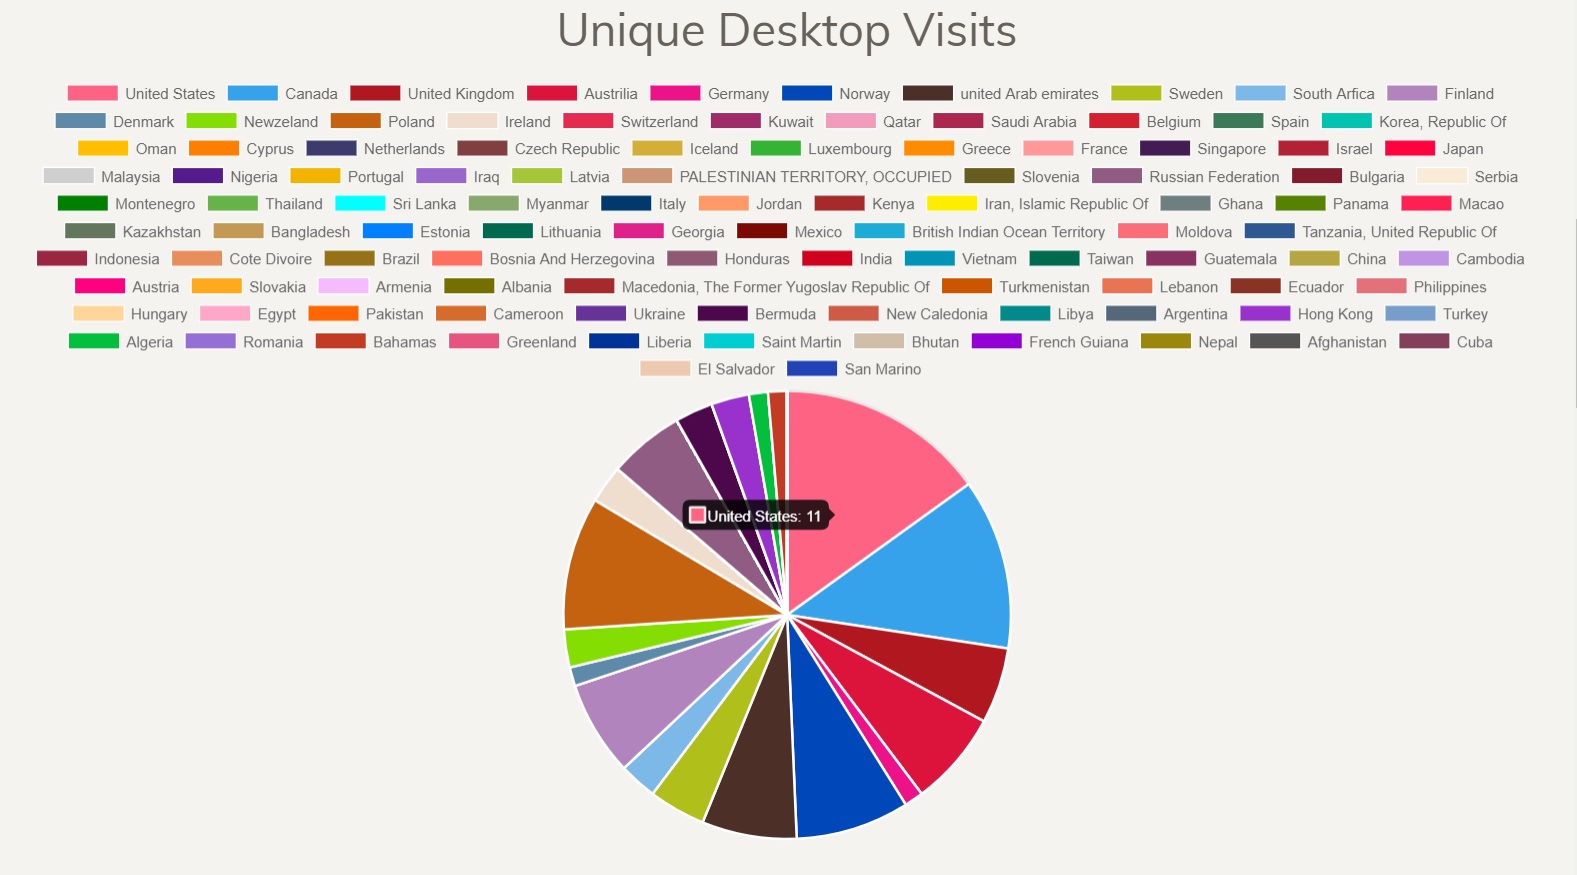 Unique Desktop Visits
United States Canada United Kingdom Austrilia Germany Norway united Arab emirates Sweden South Arfica Finland
Denmark Newzeland Poland Ireland Switzerland Kuwait Qatar Saudi Arabia Belgium Spain Korea, Republic Of
Oman Cyprus Netherlands Czech Republic Iceland Luxembourg Greece France Singapore Israel Japan
Malaysia Nigeria Portugal Iraq Latvia PALESTINIAN TERRITORY, OCCUPIED Slovenia Russian Federation Bulgaria Serbia
Montenegro Thailand Sri Lanka Myanmar Italy Jordan Kenya Iran, Islamic Republic Of Ghana Panama Macao
Kazakhstan Bangladesh Estonia Lithuania Georgia Mexico British Indian Ocean Territory Moldova Tanzania, United Republic Of
Indonesia Cote Divoire Brazil Bosnia And Herzegovina Honduras India Vietnam Taiwan Guatemala China Cambodia
Austria Slovakia Armenia Albania Macedonia, The Former Yugoslav Republic Of Turkmenistan Lebanon Ecuador Philippines
Hungary Egypt Pakistan Cameroon Ukraine Bermuda New Caledonia Libya Argentina Hong Kong Turkey
Algeria Romania Bahamas Greenland Liberia Saint Martin Bhutan French Guiana Nepal Afghanistan Cuba
El Salvador San Marino
United States: 11